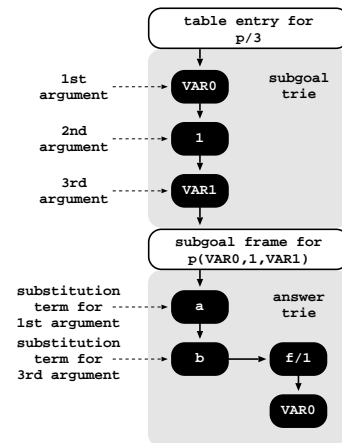 table entry for
p/3
1st
argument
VAR0
subgoal
trie
2nd
argument
1
3rd
argument
VAR1
subgoal frame for
p(VAR0,1,VAR1)
substitution
term for
1st argument
a
answer
trie
substitution
term for
3rd argument
b
f/1
VAR0